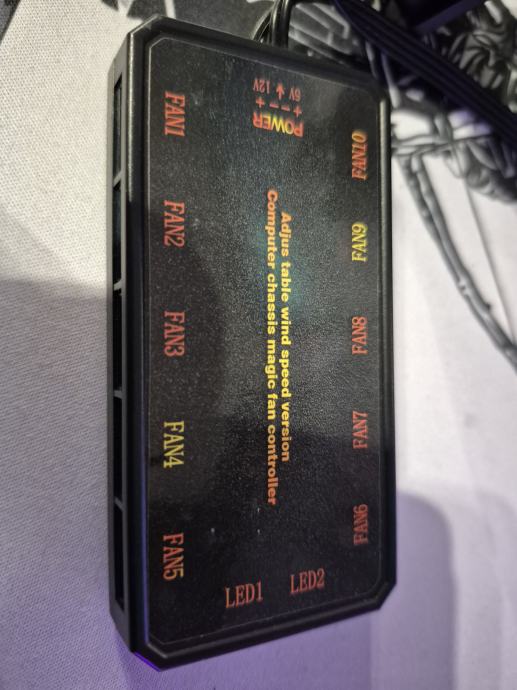 FAN10
FAN9
FAN8
FAN7
FAN6
POWER
+ - - +
5V 12V
Adjus table wind speed version
Computer chassis magic fan controller
LED1
LED2
FAN1
FAN2
FAN3
FAN4
FAN5